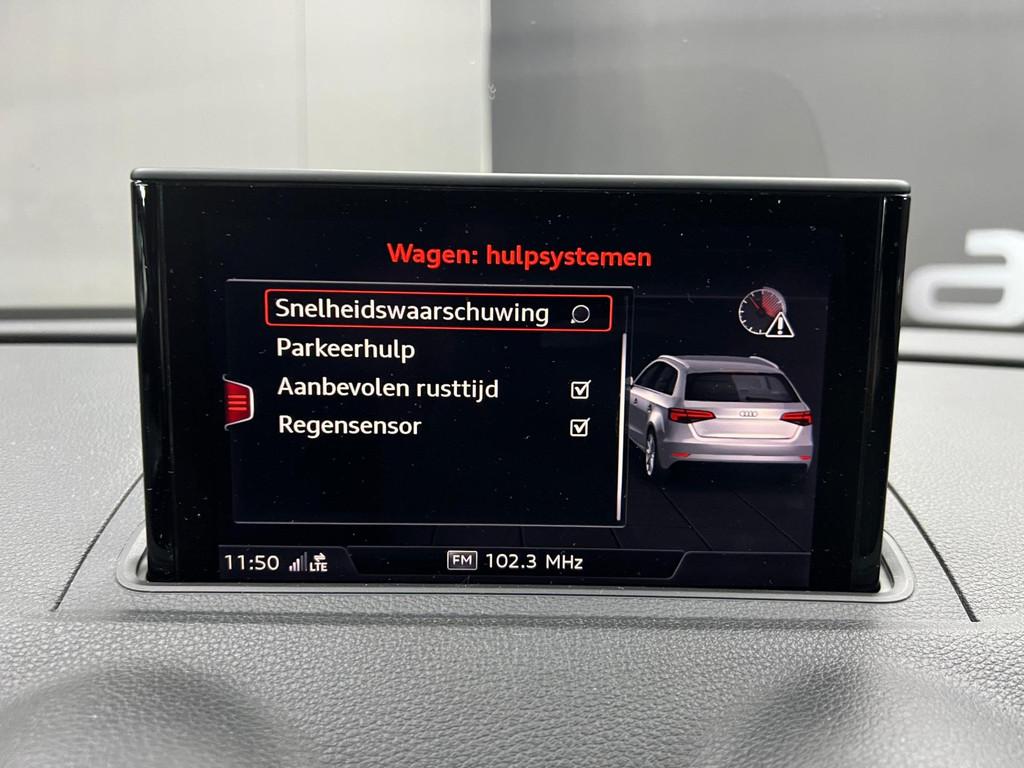 Wagen: hulpsystemen
Snelheidswaarschuwing
Parkeerhulp
Aanbevolen rusttijd
Regensensor
11:50 LTE FM 102.3 MHz
a